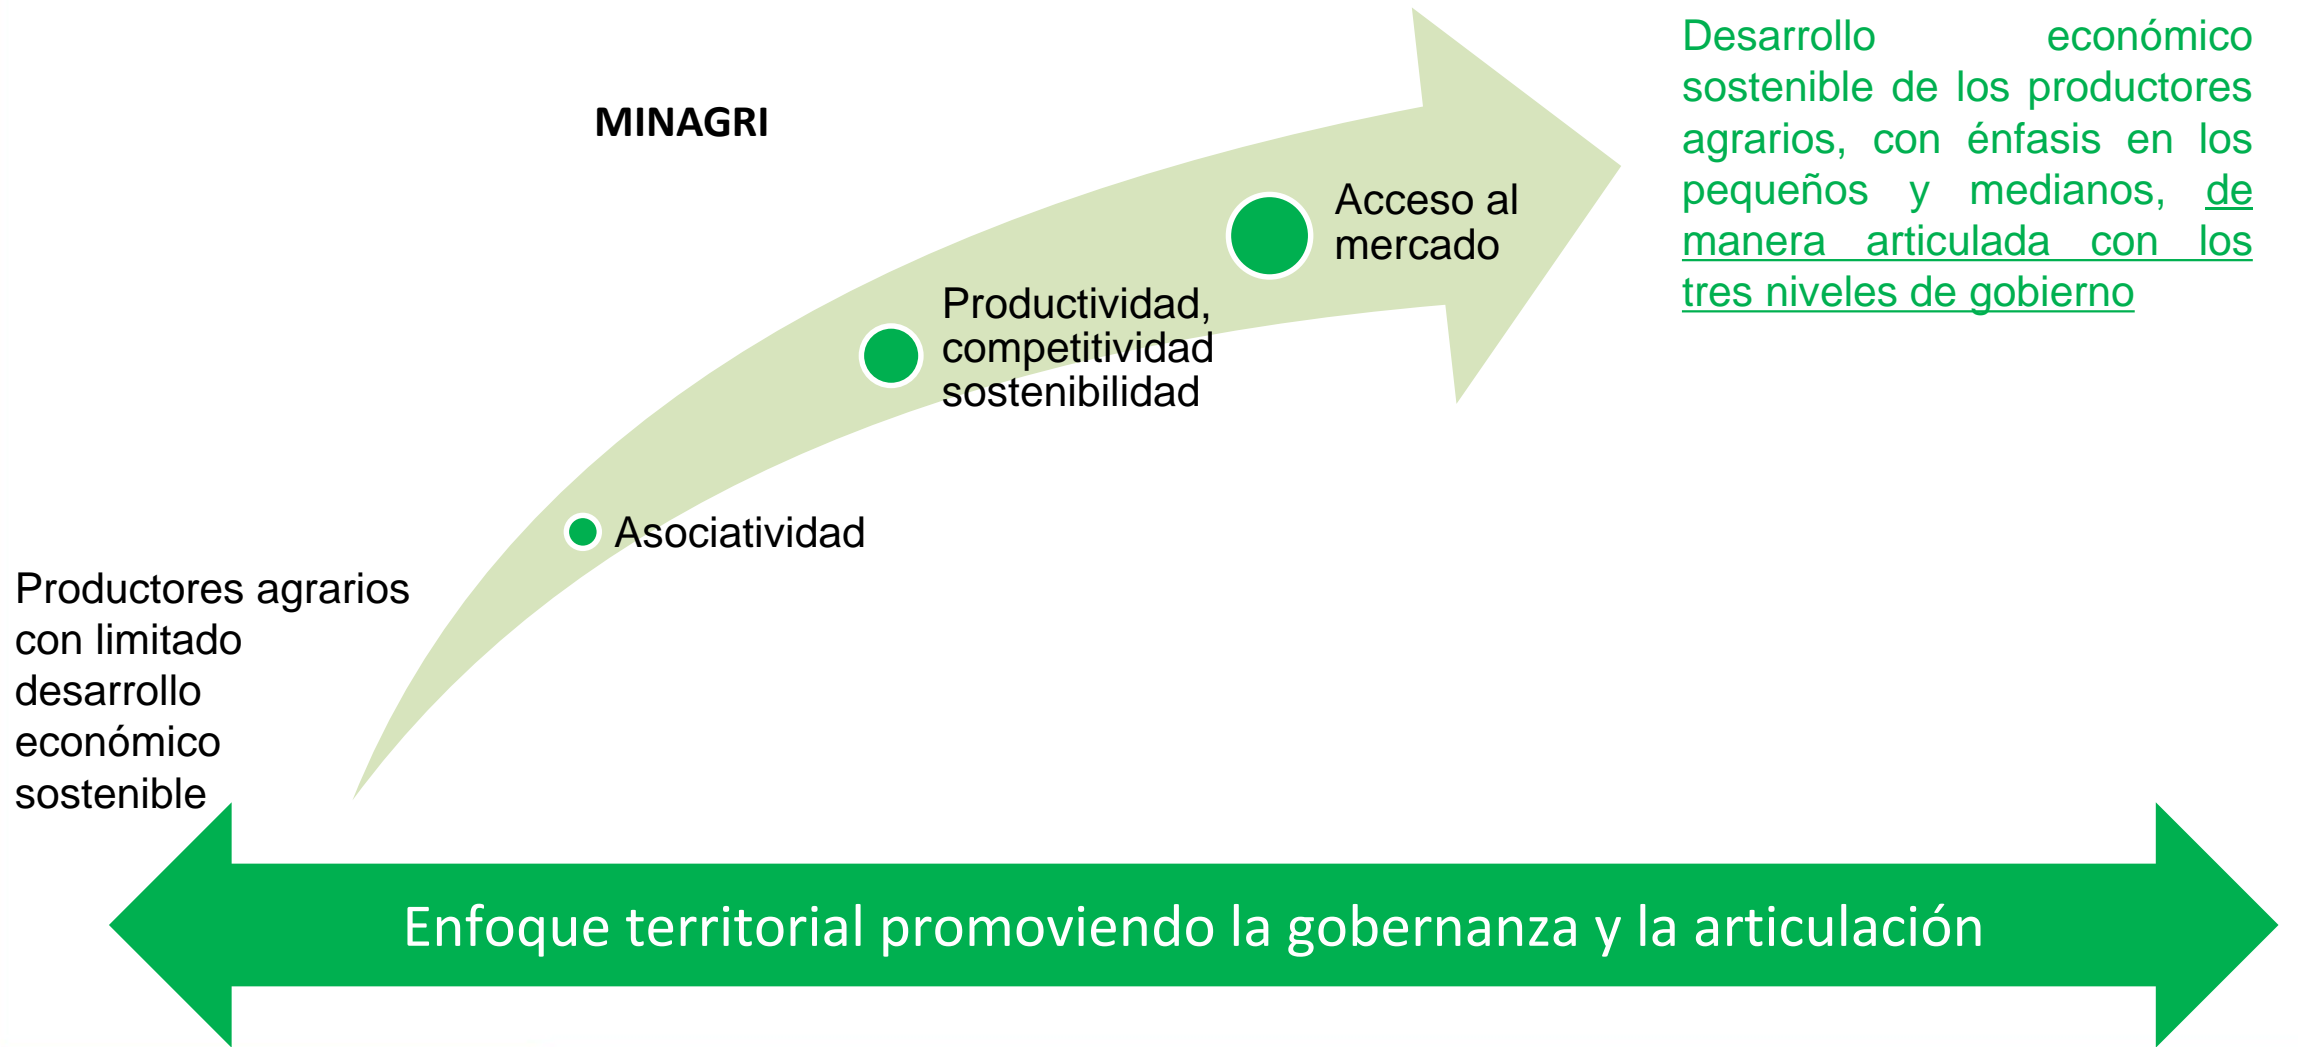 MINAGRI
Desarrollo económico
sostenible de los productores
agrarios, con énfasis en los
pequeños y medianos, de
manera articulada con los
tres niveles de gobierno
Acceso al
mercado
Productividad,
competitividad
sostenibilidad
Asociatividad
Productores agrarios
con limitado
desarrollo
económico
sostenible
Enfoque territorial promoviendo la gobernanza y la articulación